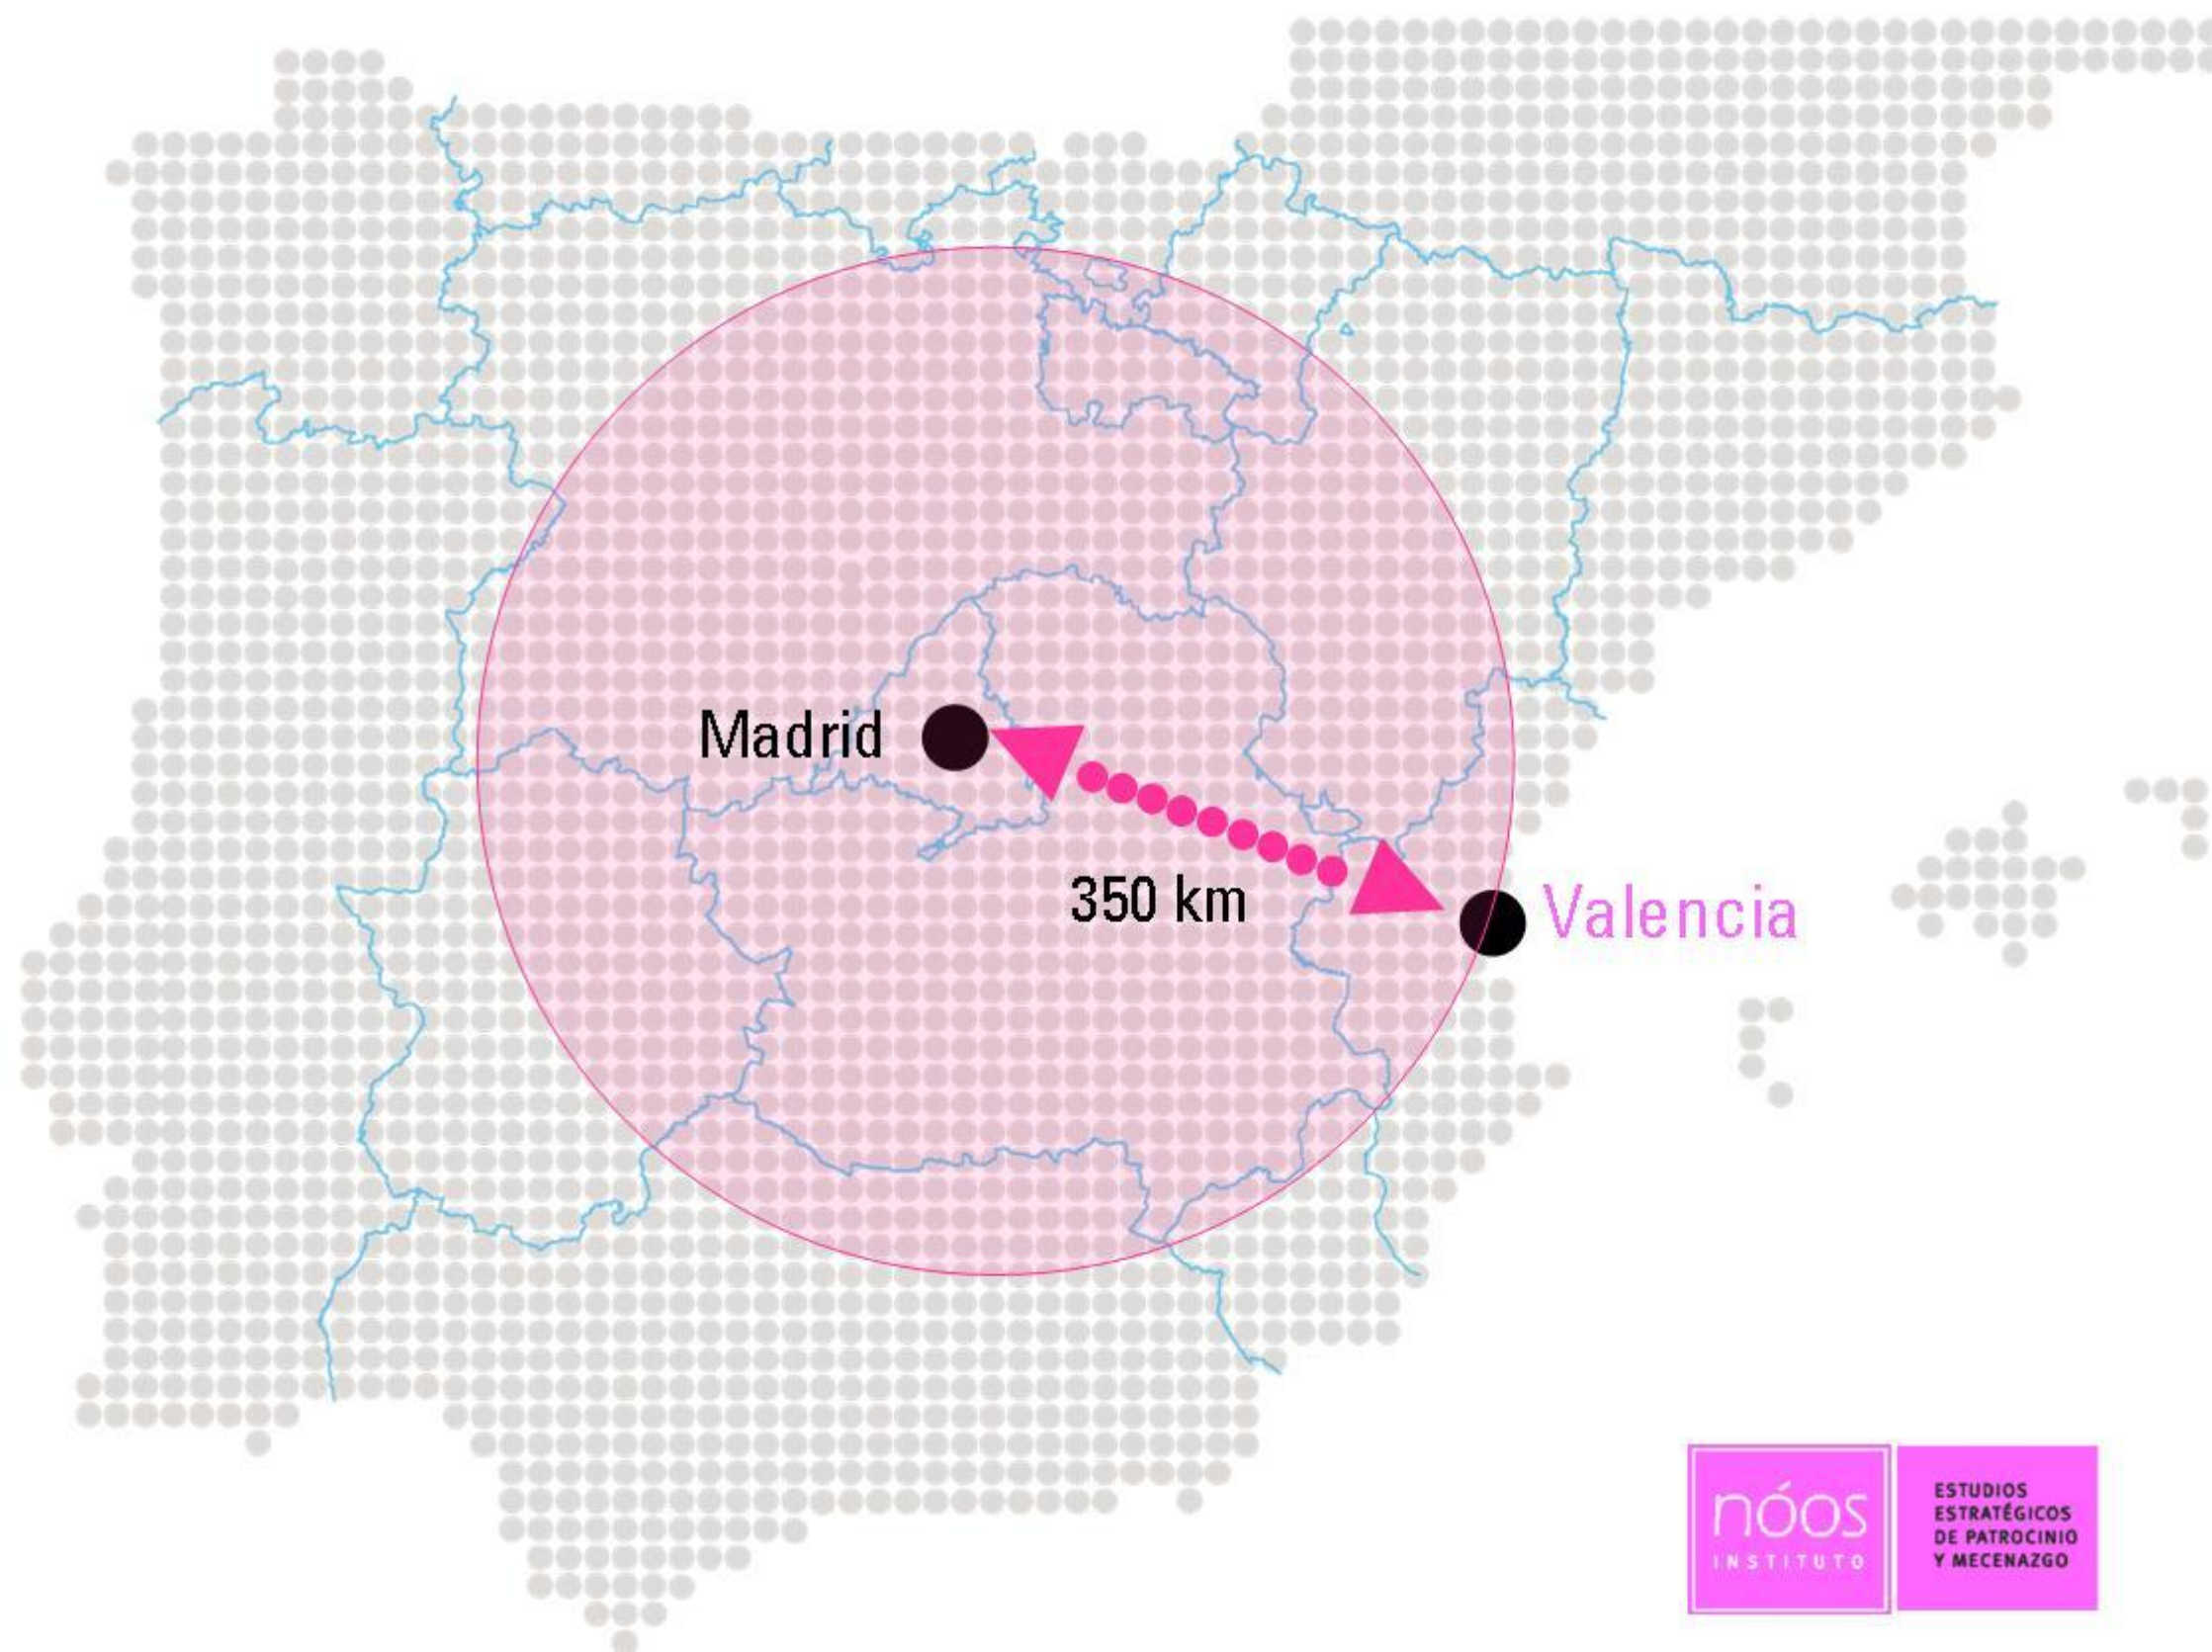 Madrid
350 km
Valencia
nóos
INSTITUTO
ESTUDIOS
ESTRATÉGICOS
DE PATROCINIO
Y MECENAZGO